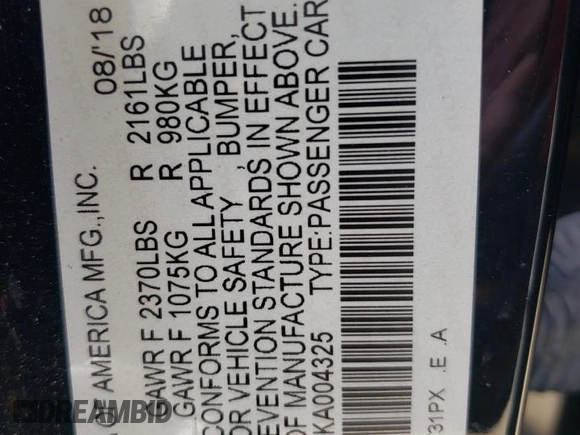 AMERICA MFG.,INC. 08/'18
GAWR F 2370LBS R 2161LBS
GAWR F 1075KG R 980KG
CONFORMS TO ALL APPLICABLE
OR VEHICLE SAFETY, BUMPER,
EVENTION STANDARDS IN EFFECT
OF MANUFACTURE SHOWN ABOVE.
KA004325 TYPE:PASSENGER CAR
31PX .E .A
DREAMBID